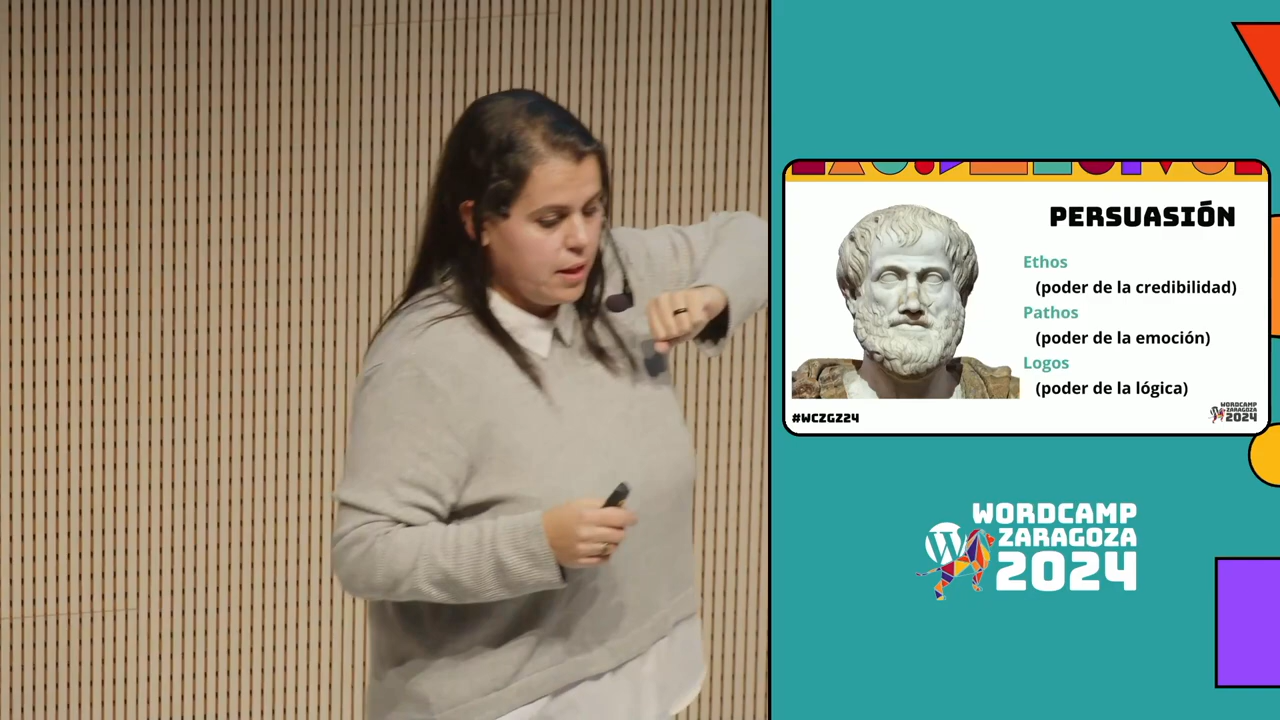 PERSUASIÓN
Ethos
(poder de la credibilidad)
Pathos
(poder de la emoción)
Logos
(poder de la lógica)
#WCZGZ24
WORDCAMP
ZARAGOZA
2024
WORDCAMP
ZARAGOZA
2024